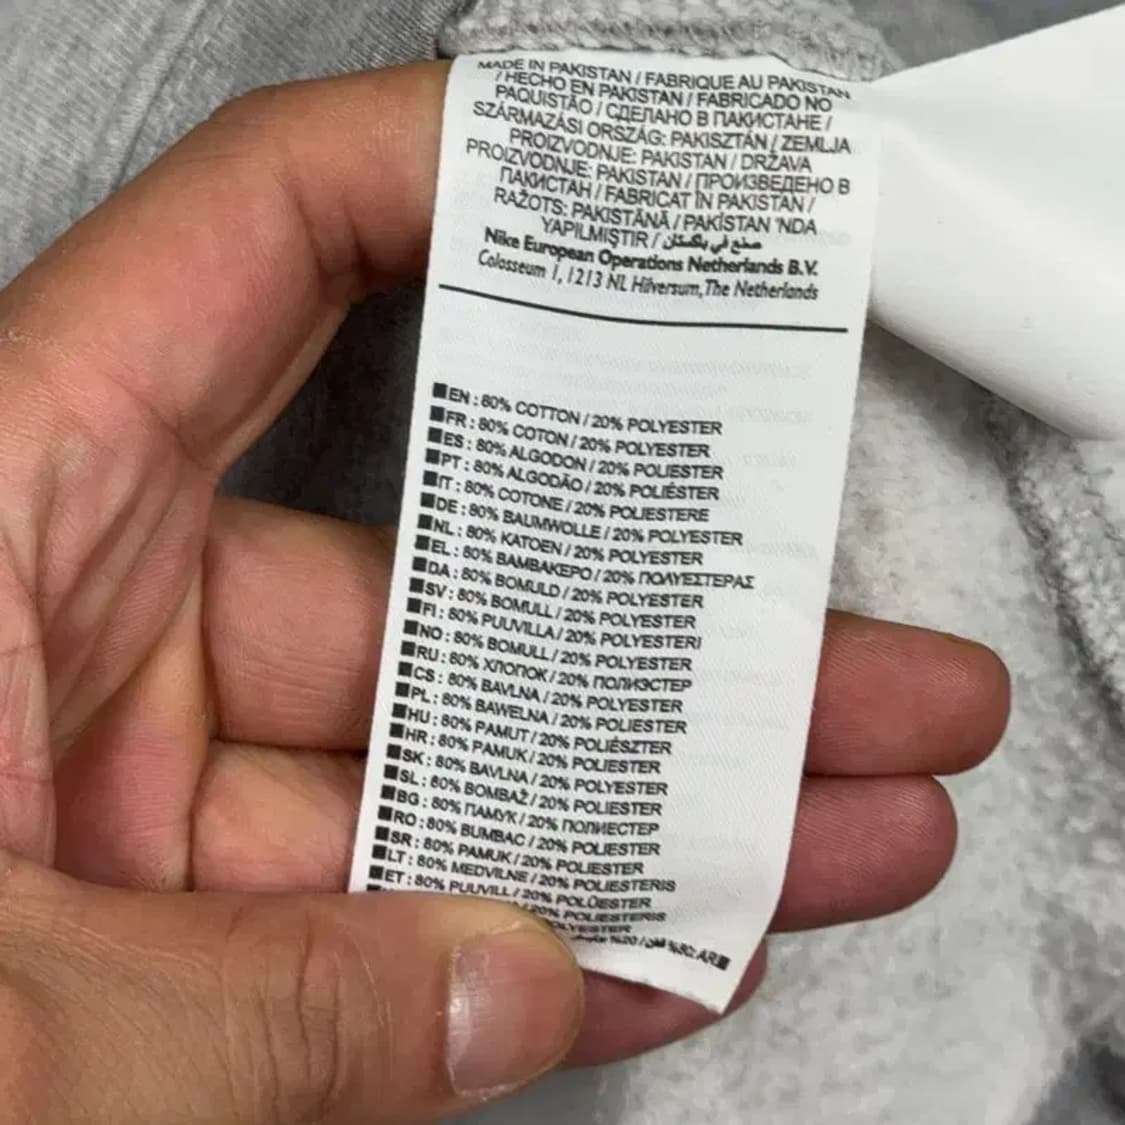 MADE IN PAKISTAN / FABRIQUE AU PAKISTAN
/ HECHO EN PAKISTAN / FABRICADO NO
PAQUISTÃO / СДЕЛАНО В ПАКИСТАНЕ /
SZÁRMAZÁSI ORSZÁG: PAKISZTÁN / ZEMLJA
PROIZVODNJE: PAKISTAN / DRŽAVA
PROIZVODNJE: PAKISTAN / ПРОИЗВЕДЕНО В
ПАКИСТАН / FABRICAT ÎN PAKISTAN /
RAŽOTS: PAKISTĀNĀ / PAKİSTAN 'NDA
YAPILMIŞTIR / صنع في باكستان
Nike European Operations Netherlands B.V.
Colosseum 1, 1213 NL Hilversum, The Netherlands
■EN : 80% COTTON / 20% POLYESTER
■FR : 80% COTON / 20% POLYESTER
■ES : 80% ALGODON / 20% POLIESTER
■PT : 80% ALGODÃO / 20% POLIÉSTER
■IT : 80% COTONE / 20% POLIESTERE
■DE : 80% BAUMWOLLE / 20% POLYESTER
■NL : 80% KATOEN / 20% POLYESTER
■EL : 80% ΒΑΜΒΑΚΕΡΟ / 20% ΠΟΛΥΕΣΤΕΡΑΣ
■DA : 80% BOMULD / 20% POLYESTER
■SV : 80% BOMULL / 20% POLYESTER
■FI : 80% PUUVILLA / 20% POLYESTERI
■NO : 80% BOMULL / 20% POLYESTER
■RU : 80% ХЛОПОК / 20% ПОЛИЭСТЕР
■CS : 80% BAVLNA / 20% POLYESTER
■PL : 80% BAWELNA / 20% POLIESTER
■HU : 80% PAMUT / 20% POLIÉSZTER
■HR : 80% PAMUK / 20% POLIESTER
■SK : 80% BAVLNA / 20% POLYESTER
■SL : 80% BOMBAŽ / 20% POLIESTER
■BG : 80% ПАМУК / 20% ПОЛИЕСТЕР
■RO : 80% BUMBAC / 20% POLIESTER
■SR : 80% PAMUK / 20% POLIESTER
■LT : 80% MEDVILNE / 20% POLIESTERIS
■ET : 80% PUUVILL / 20% POLÜESTER
/ 20% POLIESTERIS
POLYESTER
■AR :80% قطن / 20%